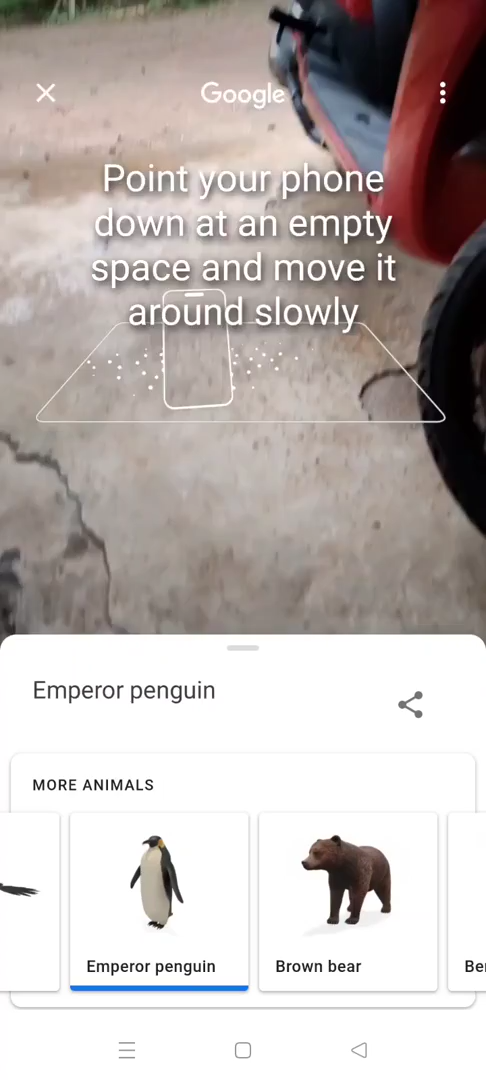 Google
Point your phone
down at an empty
space and move it
around slowly
Emperor penguin
MORE ANIMALS
Emperor penguin
Brown bear